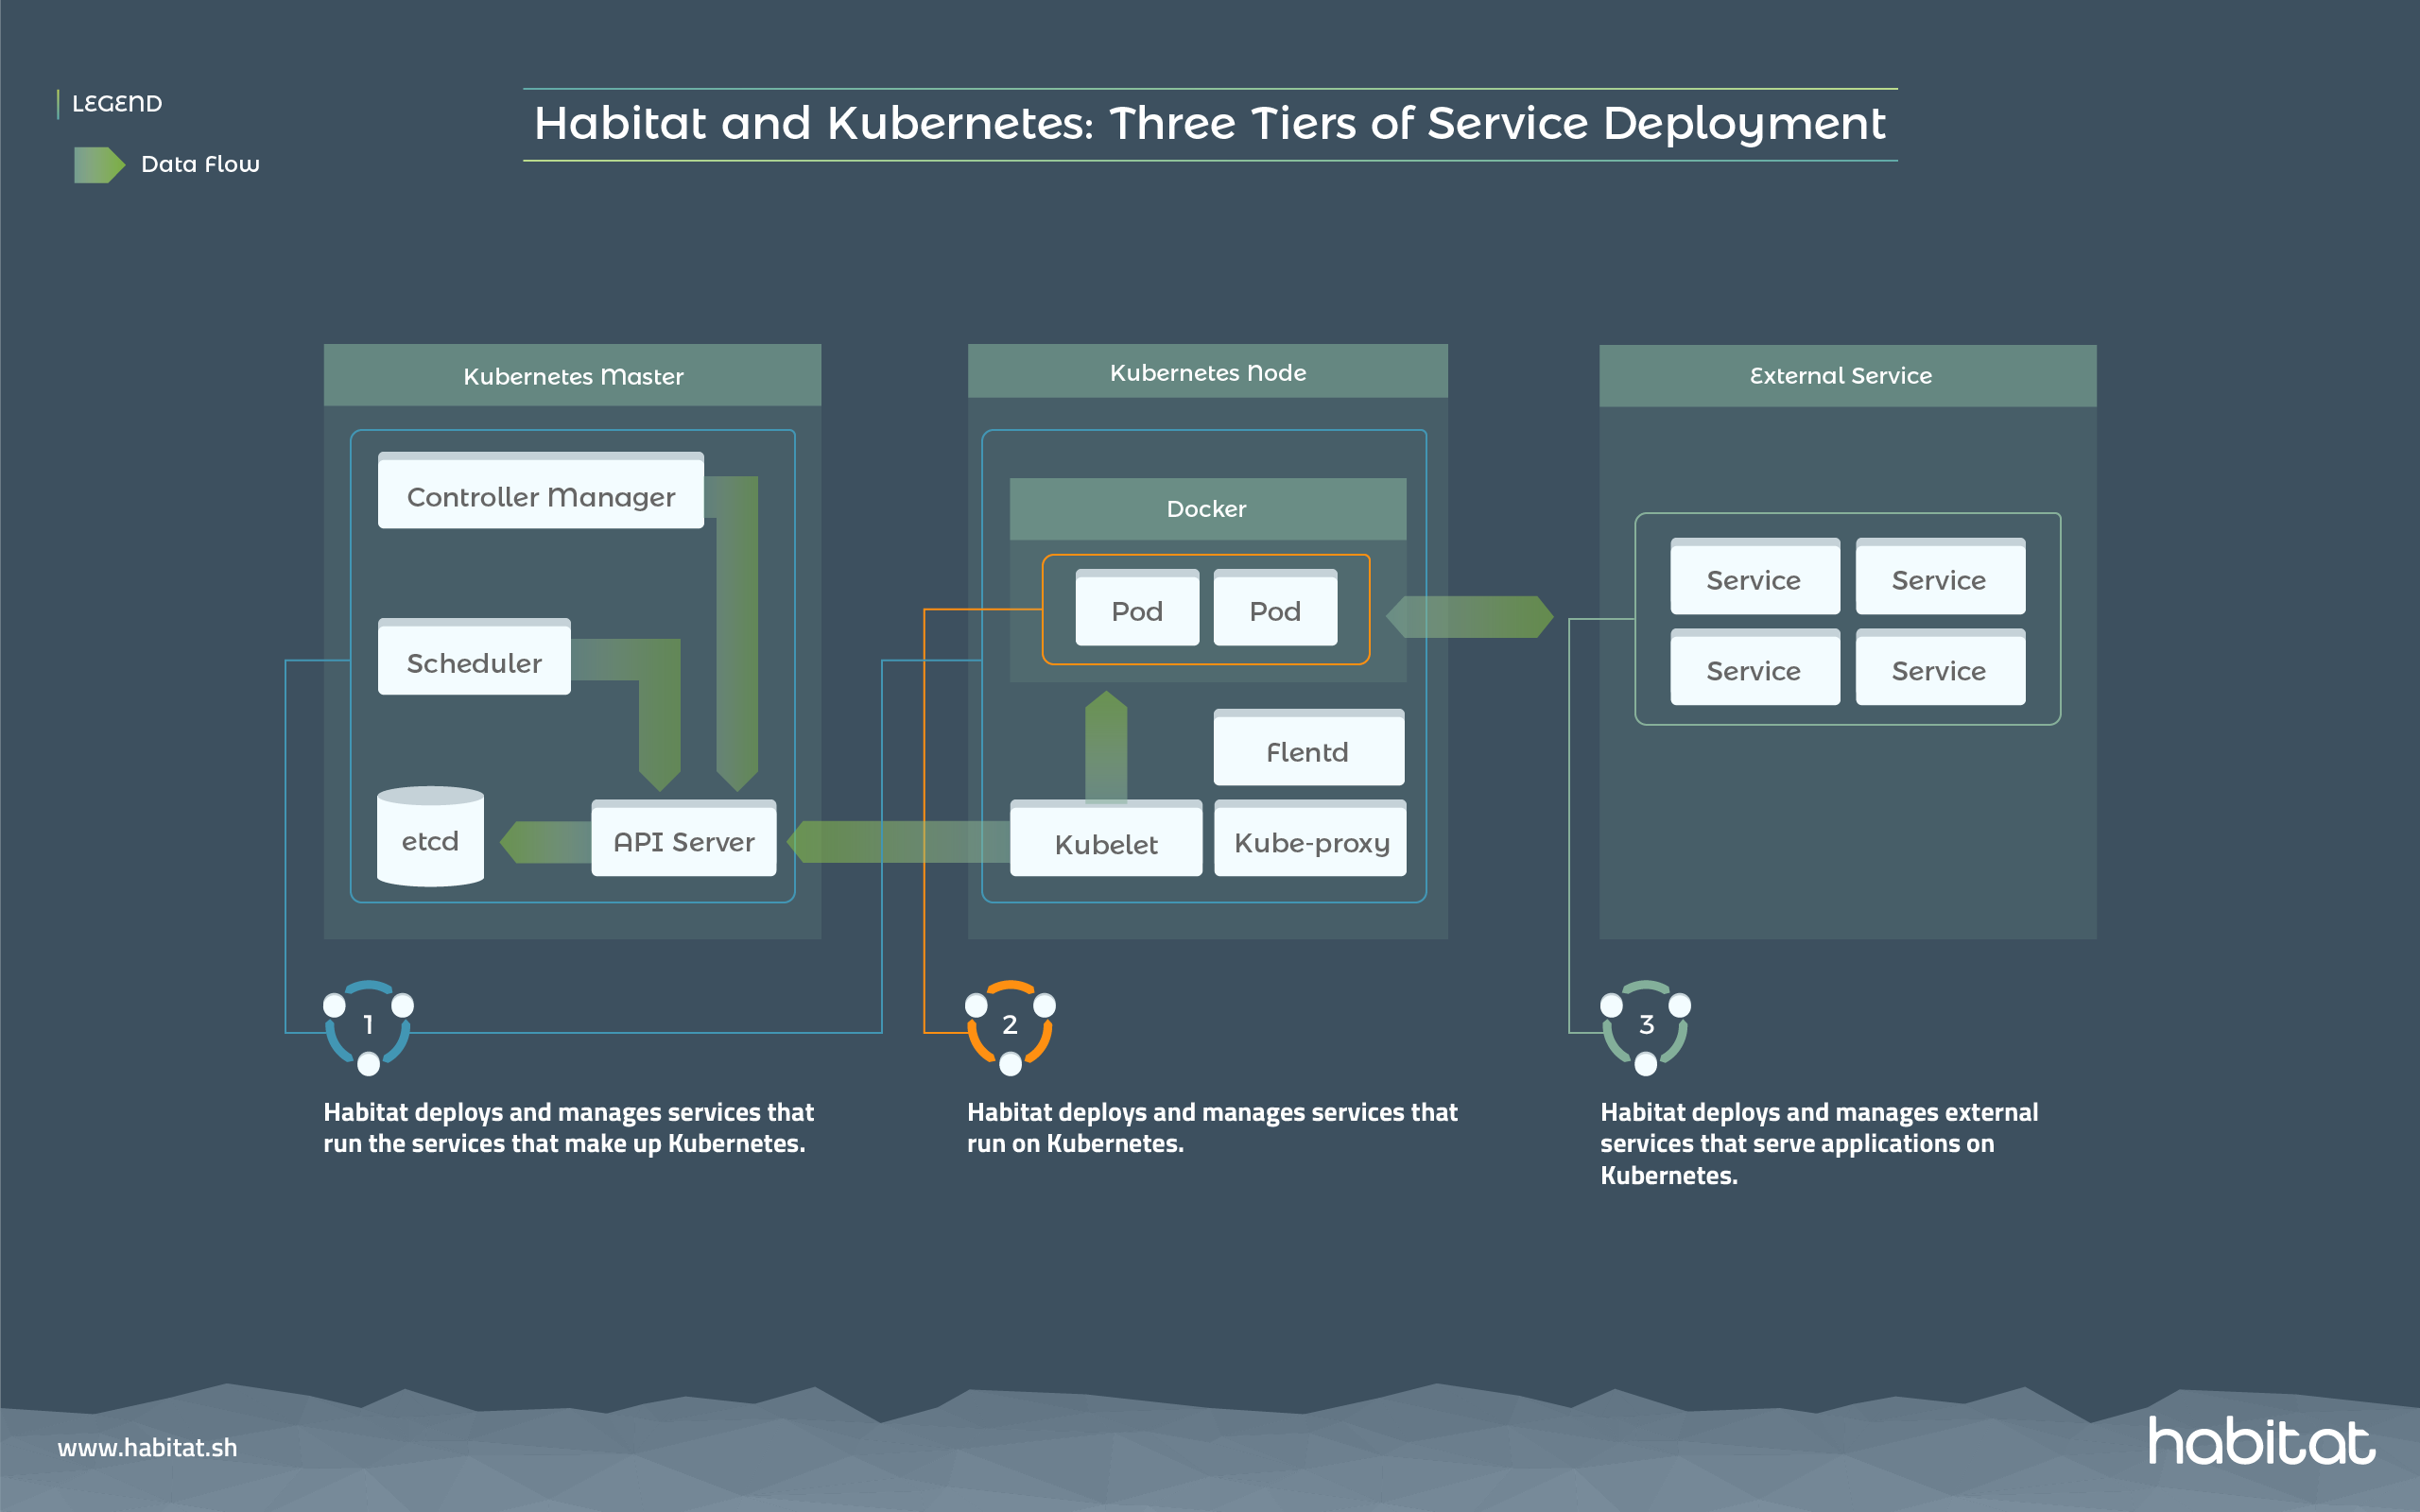 LEGEND
Data Flow
Habitat and Kubernetes: Three Tiers of Service Deployment
Kubernetes Master
Controller Manager
Scheduler
etcd
API Server
Kubernetes Node
Docker
Pod
Pod
Flentd
Kubelet
Kube-proxy
External Service
Service
Service
Service
Service
1
Habitat deploys and manages services that
run the services that make up Kubernetes.
2
Habitat deploys and manages services that
run on Kubernetes.
3
Habitat deploys and manages external
services that serve applications on
Kubernetes.
www.habitat.sh
habitat